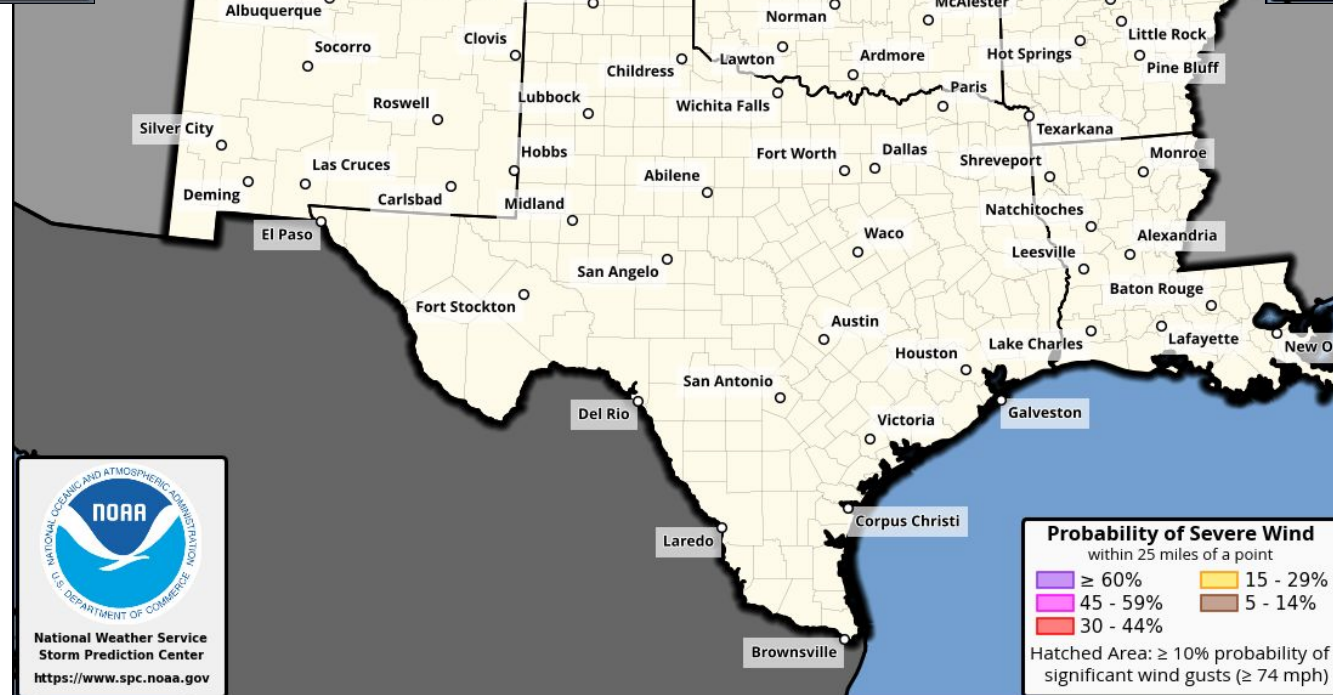 Albuquerque
Norman
McAlester
Little Rock
Socorro
Clovis
Lawton
Ardmore
Hot Springs
Pine Bluff
Childress
Paris
Roswell
Lubbock
Wichita Falls
Silver City
Texarkana
Las Cruces
Hobbs
Fort Worth
Dallas
Shreveport
Monroe
Abilene
Deming
Carlsbad
Midland
Natchitoches
El Paso
Waco
Alexandria
San Angelo
Leesville
Baton Rouge
Fort Stockton
Austin
Lake Charles
Lafayette
New O
Houston
San Antonio
Del Rio
Victoria
Galveston
Corpus Christi
Laredo
Brownsville
NATIONAL OCEANIC AND ATMOSPHERIC ADMINISTRATION
NOAA
U.S. DEPARTMENT OF COMMERCE
National Weather Service
Storm Prediction Center
https://www.spc.noaa.gov
Probability of Severe Wind
within 25 miles of a point
≥ 60% 15 - 29%
45 - 59% 5 - 14%
30 - 44%
Hatched Area: ≥ 10% probability of
significant wind gusts (≥ 74 mph)